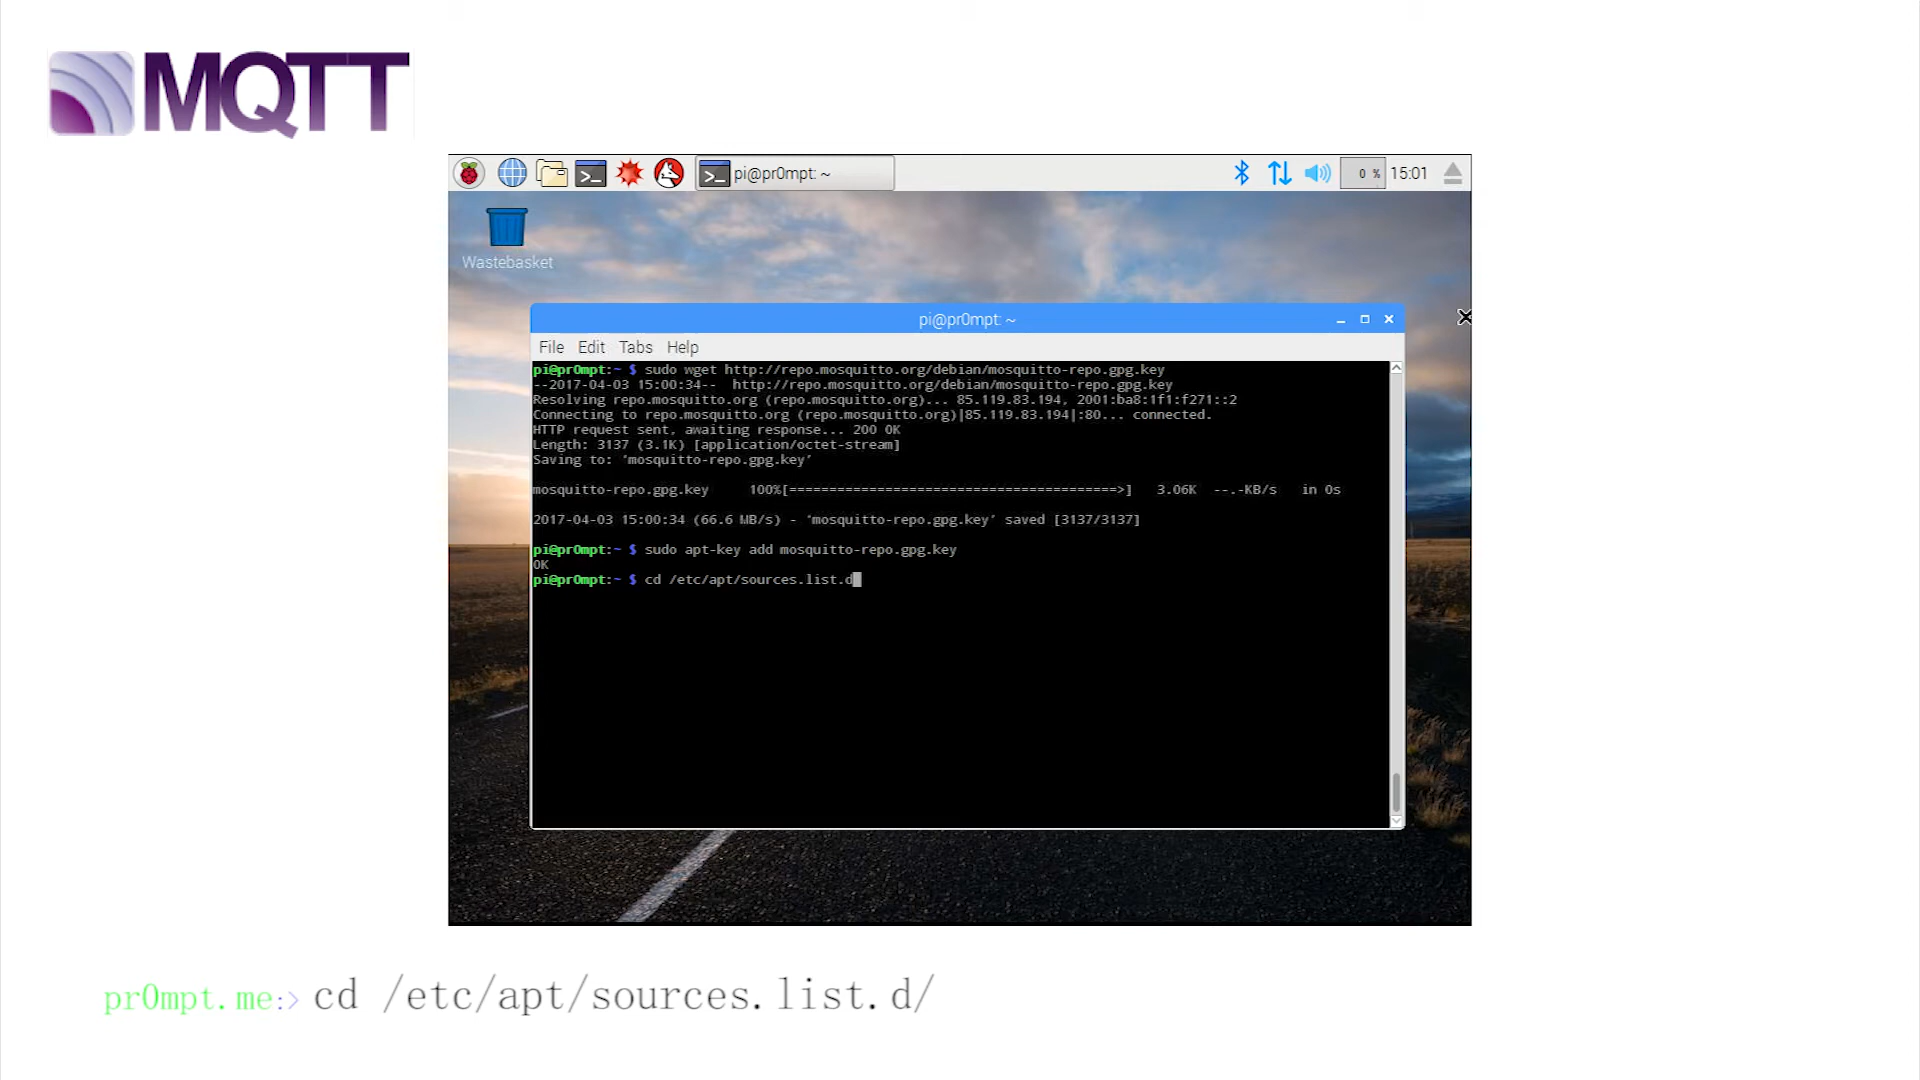 MQTT
pi@pr0mpt: ~
0 %
15:01
Wastebasket
pi@pr0mpt: ~
File Edit Tabs Help
pi@pr0mpt:~ $ sudo wget http://repo.mosquitto.org/debian/mosquitto-repo.gpg.key
--2017-04-03 15:00:34-- http://repo.mosquitto.org/debian/mosquitto-repo.gpg.key
Resolving repo.mosquitto.org (repo.mosquitto.org)... 85.119.83.194, 2001:ba8:1f1:f271::2
Connecting to repo.mosquitto.org (repo.mosquitto.org)|85.119.83.194|:80... connected.
HTTP request sent, awaiting response... 200 OK
Length: 3137 (3.1K) [application/octet-stream]
Saving to: ‘mosquitto-repo.gpg.key’
mosquitto-repo.gpg.key 100%[=========================================>] 3.06K --.-KB/s in 0s
2017-04-03 15:00:34 (66.6 MB/s) - ‘mosquitto-repo.gpg.key’ saved [3137/3137]
pi@pr0mpt:~ $ sudo apt-key add mosquitto-repo.gpg.key
OK
pi@pr0mpt:~ $ cd /etc/apt/sources.list.d
pr0mpt.me:> cd /etc/apt/sources.list.d/